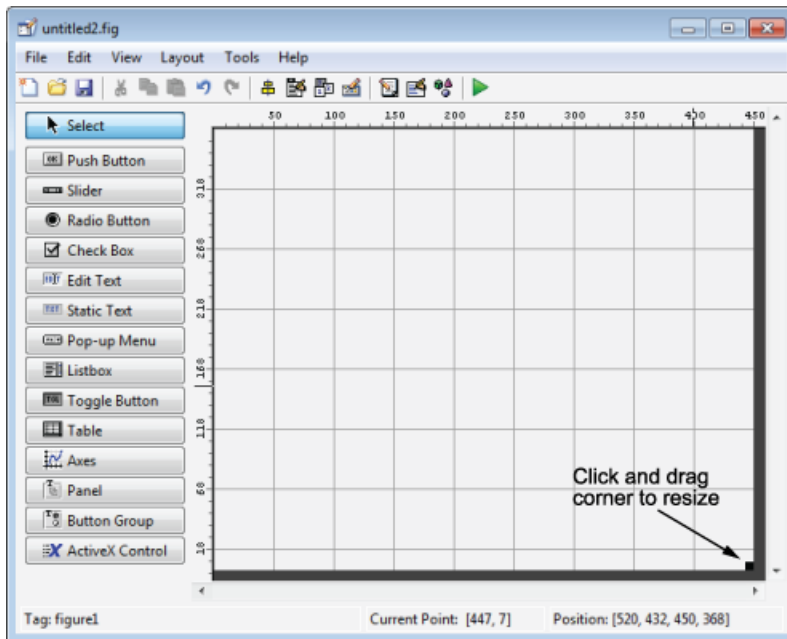 untitled2.fig
File Edit View Layout Tools Help
50 100 150 200 250 300 350 400 450
Select
Push Button
Slider
Radio Button
Check Box
Edit Text
Static Text
Pop-up Menu
Listbox
Toggle Button
Table
Axes
Panel
Button Group
ActiveX Control
318
268
218
168
118
68
18
Click and drag
corner to resize
Tag: figure1 Current Point: [447, 7] Position: [520, 432, 450, 368]